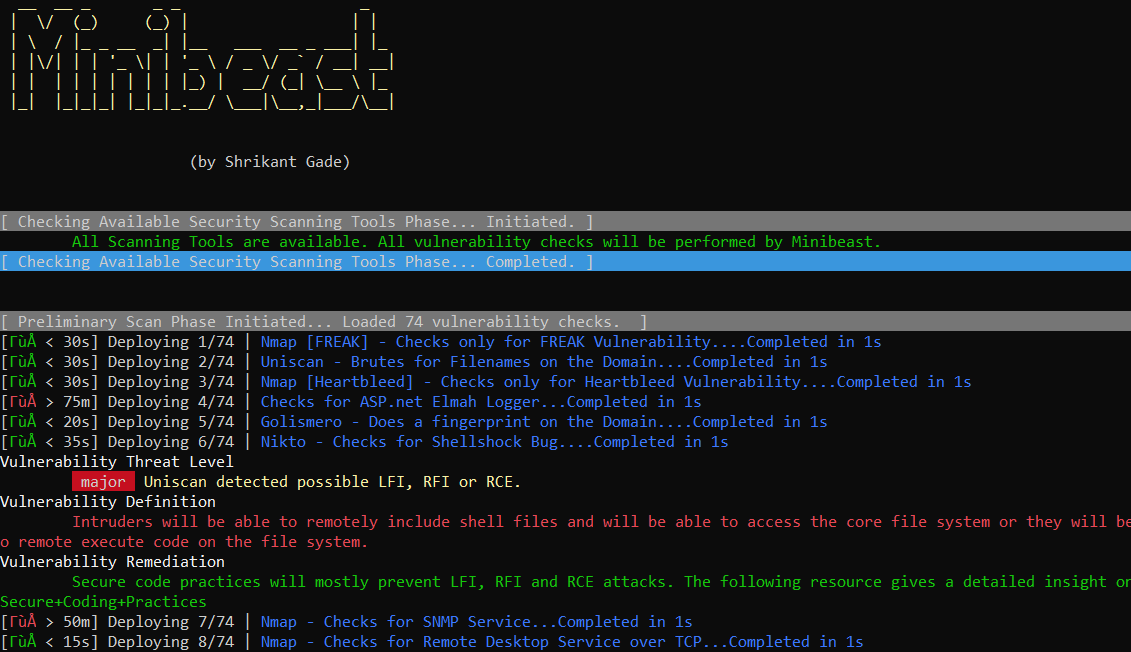 Minibeast
(by Shrikant Gade)
[ Checking Available Security Scanning Tools Phase... Initiated. ]
All Scanning Tools are available. All vulnerability checks will be performed by Minibeast.
[ Checking Available Security Scanning Tools Phase... Completed. ]
[ Preliminary Scan Phase Initiated... Loaded 74 vulnerability checks.  ]
[ΓùÅ < 30s] Deploying 1/74 | Nmap [FREAK] - Checks only for FREAK Vulnerability....Completed in 1s
[ΓùÅ < 30s] Deploying 2/74 | Uniscan - Brutes for Filenames on the Domain....Completed in 1s
[ΓùÅ < 30s] Deploying 3/74 | Nmap [Heartbleed] - Checks only for Heartbleed Vulnerability....Completed in 1s
[ΓùÅ > 75m] Deploying 4/74 | Checks for ASP.net Elmah Logger...Completed in 1s
[ΓùÅ < 20s] Deploying 5/74 | Golismero - Does a fingerprint on the Domain....Completed in 1s
[ΓùÅ < 35s] Deploying 6/74 | Nikto - Checks for Shellshock Bug....Completed in 1s
Vulnerability Threat Level
major Uniscan detected possible LFI, RFI or RCE.
Vulnerability Definition
Intruders will be able to remotely include shell files and will be able to access the core file system or they will be
o remote execute code on the file system.
Vulnerability Remediation
Secure code practices will mostly prevent LFI, RFI and RCE attacks. The following resource gives a detailed insight on
Secure+Coding+Practices
[ΓùÅ > 50m] Deploying 7/74 | Nmap - Checks for SNMP Service...Completed in 1s
[ΓùÅ < 15s] Deploying 8/74 | Nmap - Checks for Remote Desktop Service over TCP...Completed in 1s